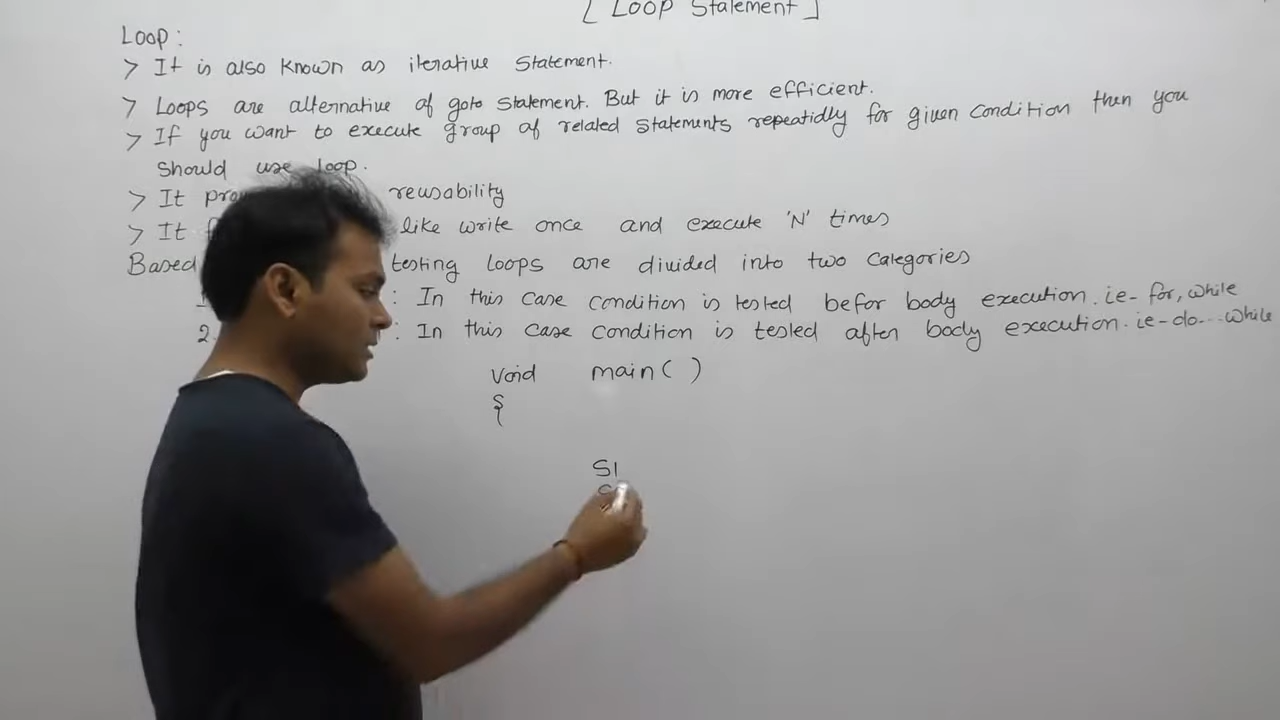 [ Loop Statement ]
Loop :
> It is also known as iterative statement.
> Loops are alternative of goto statement. But it is more efficient.
> If you want to execute group of related statements repeatidly for given condition then you
should use loop.
> It reusability
> It like write once and execute 'N' times
Based testing loops are divided into two categories
: In this case condition is tested befor body execution. ie- for, while
2. : In this case condition is tested after body execution. ie- do...while
void main( )
{
S1